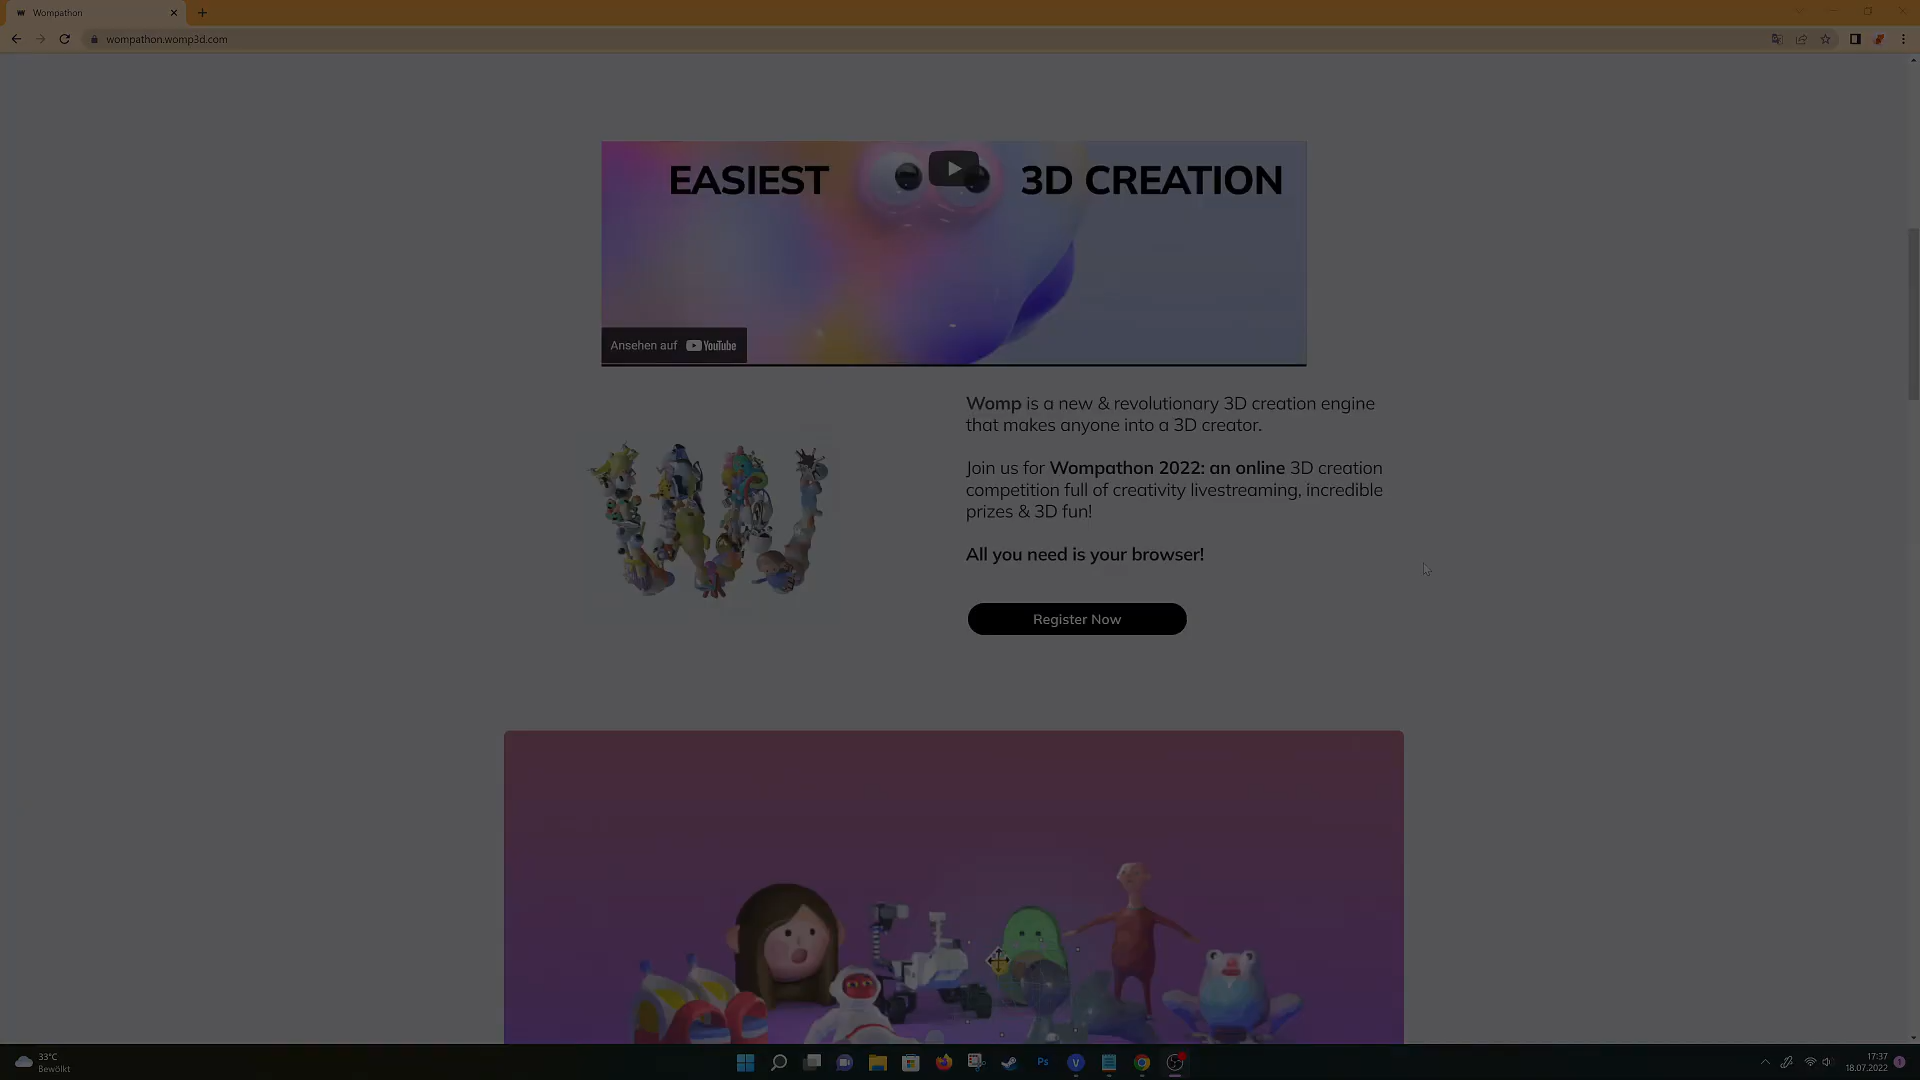 Wompathon
wompathon.womp3d.com
EASIEST 3D CREATION
Ansehen auf YouTube
Womp is a new & revolutionary 3D creation engine
that makes anyone into a 3D creator.
Join us for Wompathon 2022: an online 3D creation
competition full of creativity livestreaming, incredible
prizes & 3D fun!
All you need is your browser!
Register Now
33°C
Bewölkt
Ps
17:37
18.07.2022
1